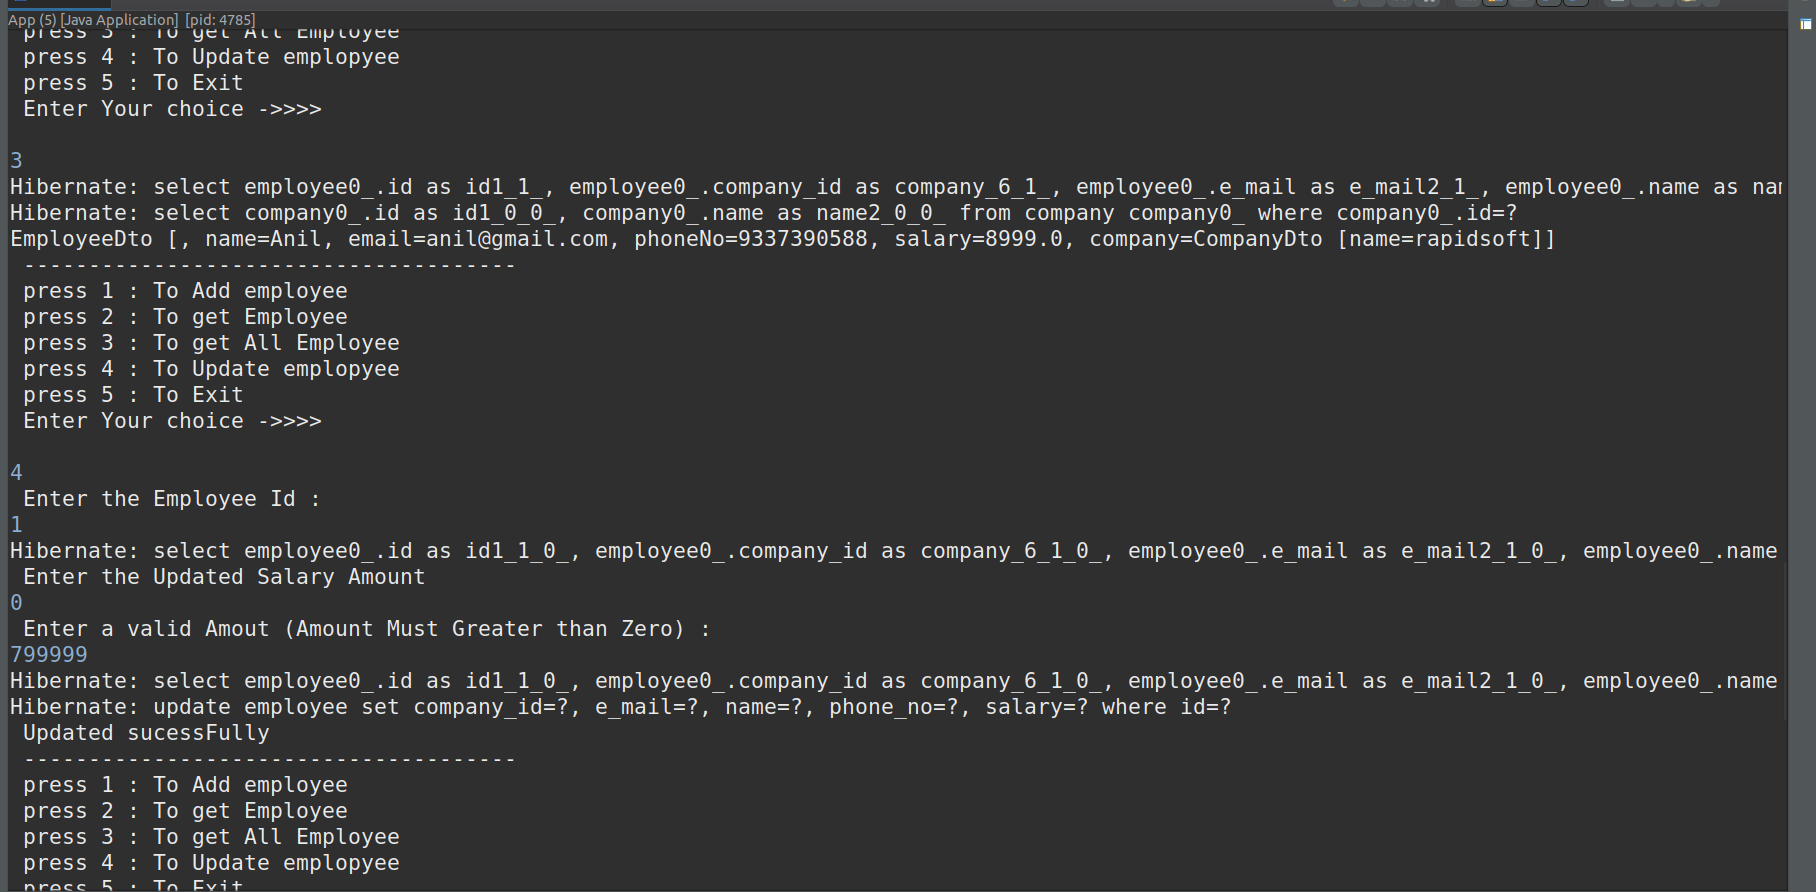 App (5) [Java Application] [pid: 4785]
press 3 : To get All Employee
press 4 : To Update emplopyee
press 5 : To Exit
Enter Your choice ->>>>
3
Hibernate: select employee0_.id as id1_1_, employee0_.company_id as company_6_1_, employee0_.e_mail as e_mail2_1_, employee0_.name as nam
Hibernate: select company0_.id as id1_0_0_, company0_.name as name2_0_0_ from company company0_ where company0_.id=?
EmployeeDto [, name=Anil, email=anil@gmail.com, phoneNo=9337390588, salary=8999.0, company=CompanyDto [name=rapidsoft]]
--------------------------------------
press 1 : To Add employee
press 2 : To get Employee
press 3 : To get All Employee
press 4 : To Update emplopyee
press 5 : To Exit
Enter Your choice ->>>>
4
Enter the Employee Id :
1
Hibernate: select employee0_.id as id1_1_0_, employee0_.company_id as company_6_1_0_, employee0_.e_mail as e_mail2_1_0_, employee0_.name
Enter the Updated Salary Amount
0
Enter a valid Amout (Amount Must Greater than Zero) :
799999
Hibernate: select employee0_.id as id1_1_0_, employee0_.company_id as company_6_1_0_, employee0_.e_mail as e_mail2_1_0_, employee0_.name
Hibernate: update employee set company_id=?, e_mail=?, name=?, phone_no=?, salary=? where id=?
Updated sucessFully
--------------------------------------
press 1 : To Add employee
press 2 : To get Employee
press 3 : To get All Employee
press 4 : To Update emplopyee
press 5 : To Exit